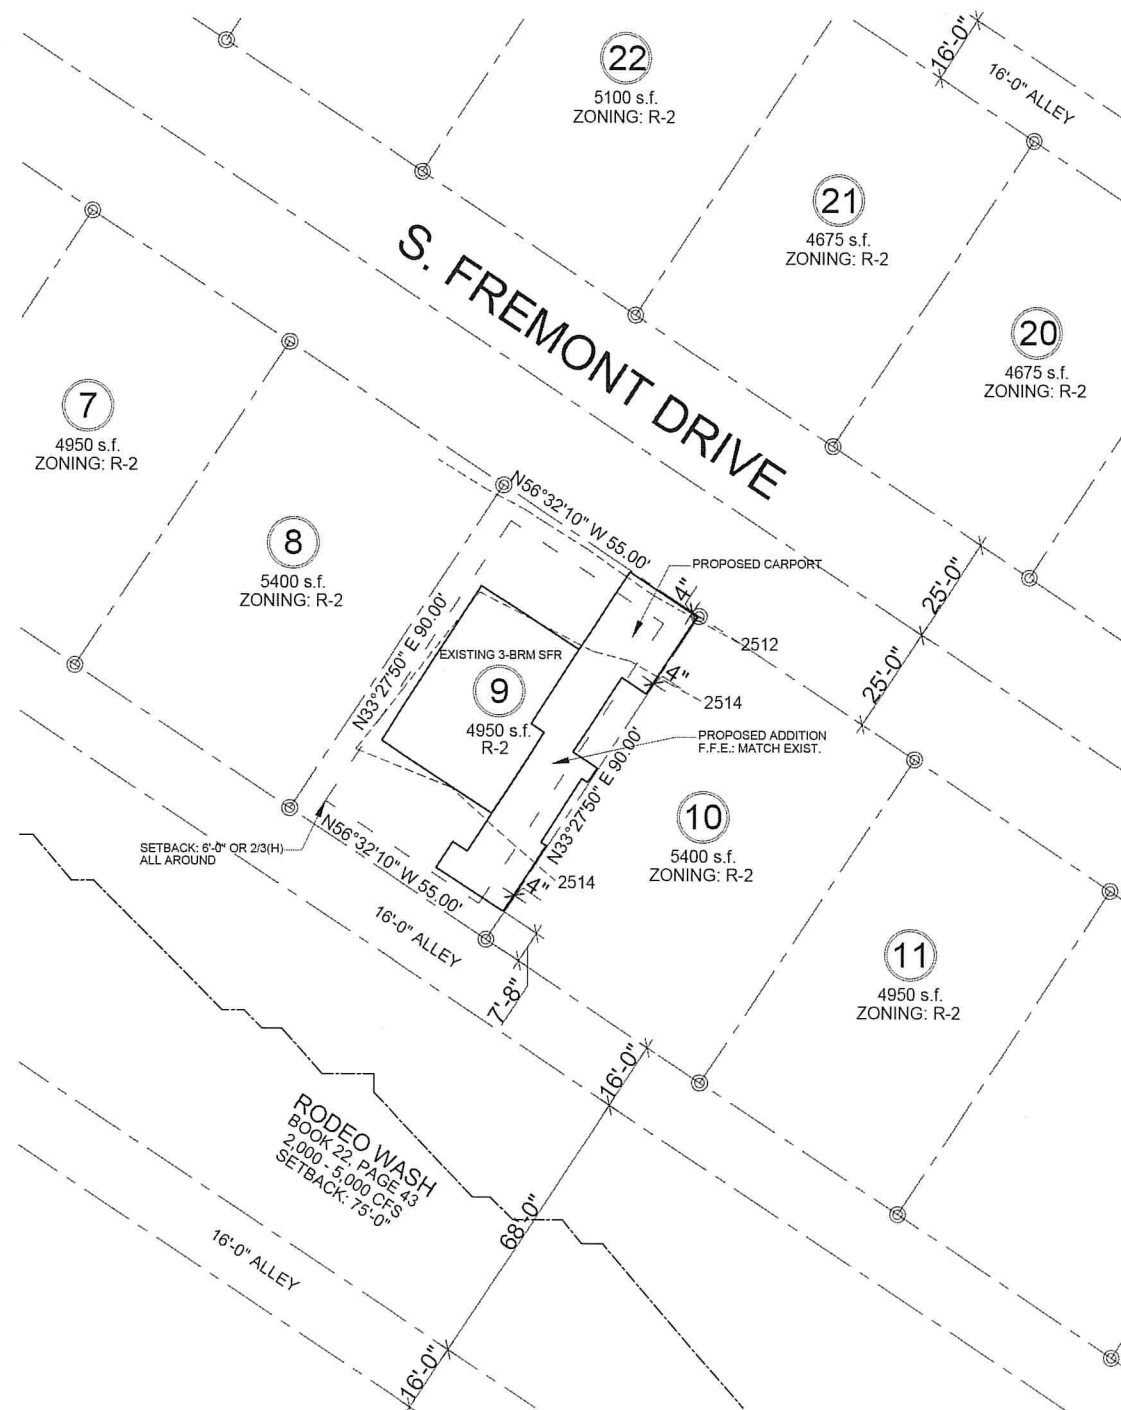 22
5100 s.f.
ZONING: R-2
16'-0"
16'-0" ALLEY
21
4675 s.f.
ZONING: R-2
S. FREMONT DRIVE
20
4675 s.f.
ZONING: R-2
7
4950 s.f.
ZONING: R-2
8
5400 s.f.
ZONING: R-2
N56°32'10" W 55.00'
PROPOSED CARPORT
4"
2512
25'-0"
25'-0"
N33°27'50" E 90.00'
EXISTING 3-BRM SFR
9
4950 s.f.
R-2
4"
2514
PROPOSED ADDITION
F.F.E.: MATCH EXIST.
N33°27'50" E 90.00'
10
5400 s.f.
ZONING: R-2
SETBACK: 6'-0" OR 2/3(H)
ALL AROUND
N56°32'10" W 55.00'
4"
2514
16'-0" ALLEY
7'-8"
11
4950 s.f.
ZONING: R-2
16'-0"
RODEO WASH
BOOK 22, PAGE 43
2,000 - 5,000 CFS
SETBACK: 75'-0"
68'-0"
16'-0" ALLEY
16'-0"